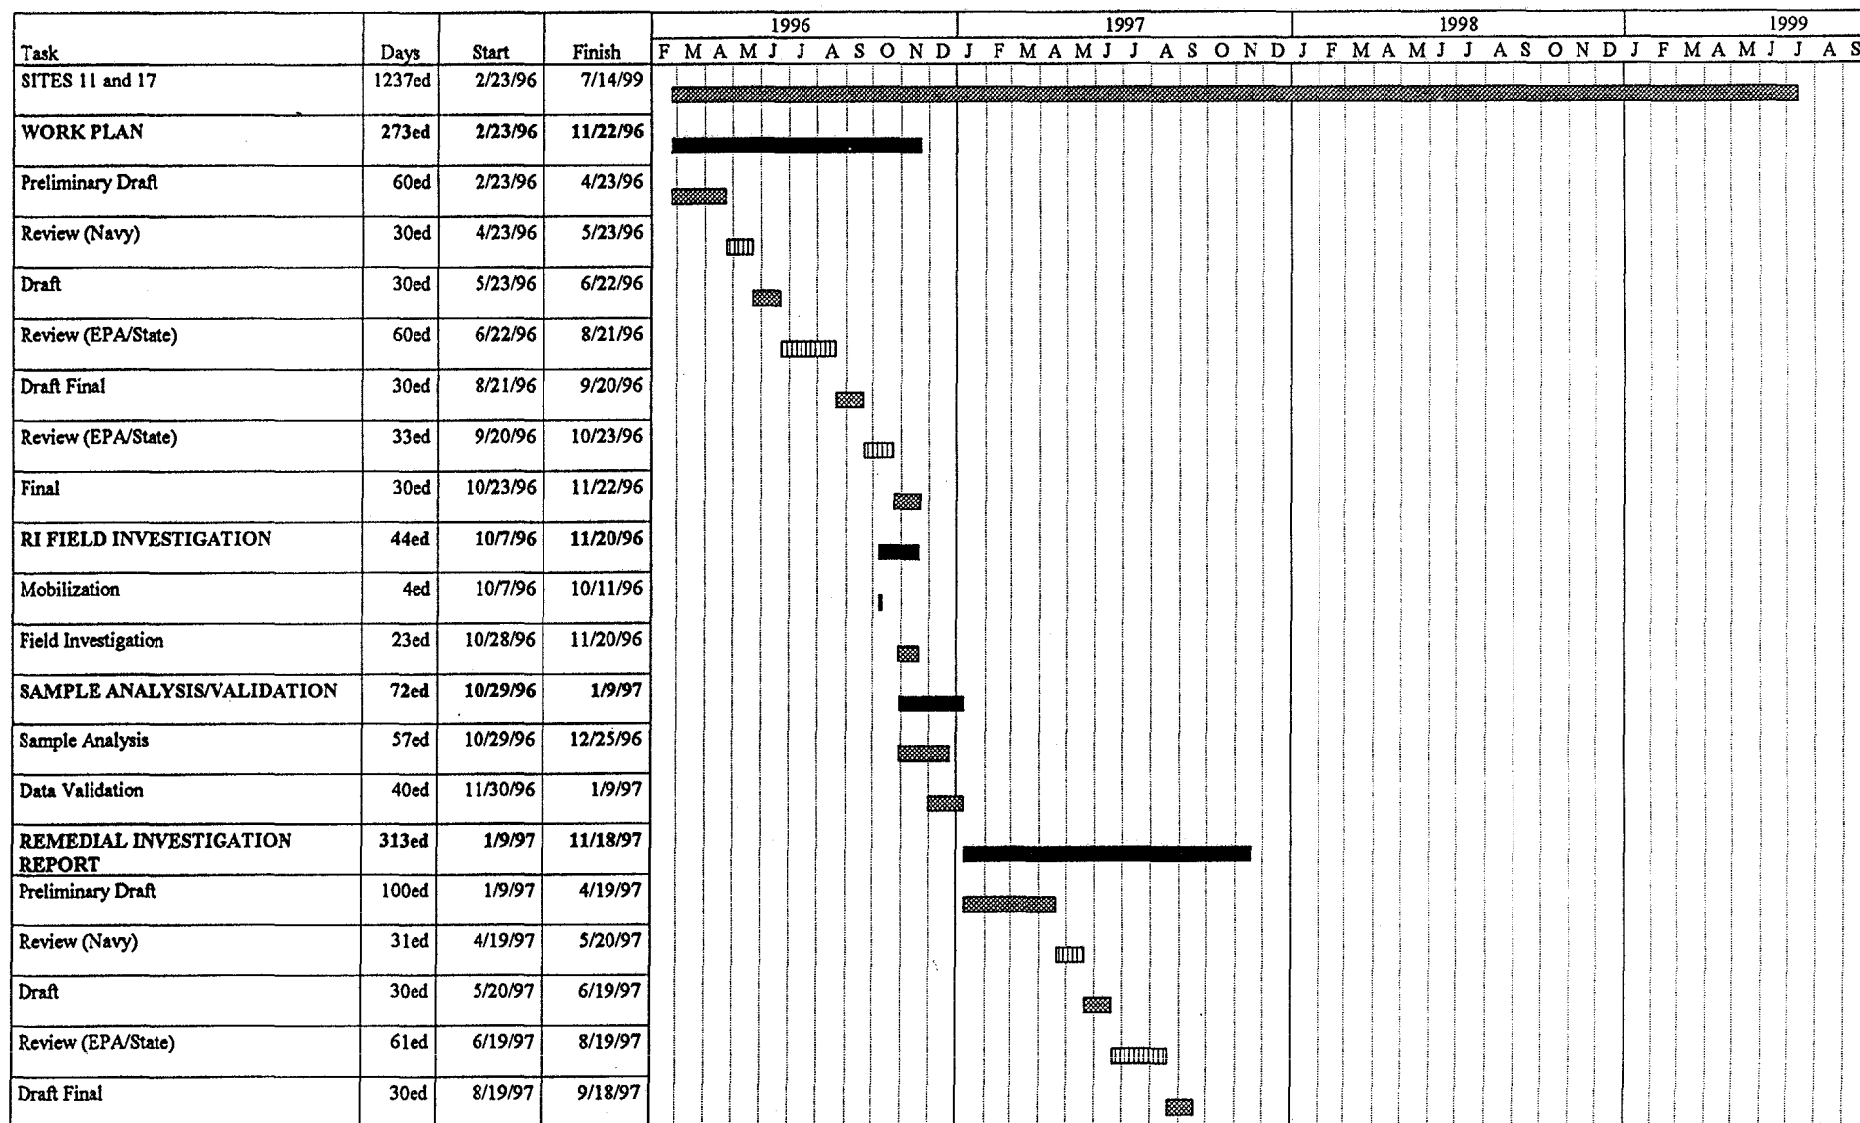 1996 1997 1998 1999
Task Days Start Finish F M A M J J A S O N D J F M A M J J A S O N D J F M A M J J A S O N D J F M A M J J A S
SITES 11 and 17 1237ed 2/23/96 7/14/99
WORK PLAN 273ed 2/23/96 11/22/96
Preliminary Draft 60ed 2/23/96 4/23/96
Review (Navy) 30ed 4/23/96 5/23/96
Draft 30ed 5/23/96 6/22/96
Review (EPA/State) 60ed 6/22/96 8/21/96
Draft Final 30ed 8/21/96 9/20/96
Review (EPA/State) 33ed 9/20/96 10/23/96
Final 30ed 10/23/96 11/22/96
RI FIELD INVESTIGATION 44ed 10/7/96 11/20/96
Mobilization 4ed 10/7/96 10/11/96
Field Investigation 23ed 10/28/96 11/20/96
SAMPLE ANALYSIS/VALIDATION 72ed 10/29/96 1/9/97
Sample Analysis 57ed 10/29/96 12/25/96
Data Validation 40ed 11/30/96 1/9/97
REMEDIAL INVESTIGATION 313ed 1/9/97 11/18/97
REPORT
Preliminary Draft 100ed 1/9/97 4/19/97
Review (Navy) 31ed 4/19/97 5/20/97
Draft 30ed 5/20/97 6/19/97
Review (EPA/State) 61ed 6/19/97 8/19/97
Draft Final 30ed 8/19/97 9/18/97